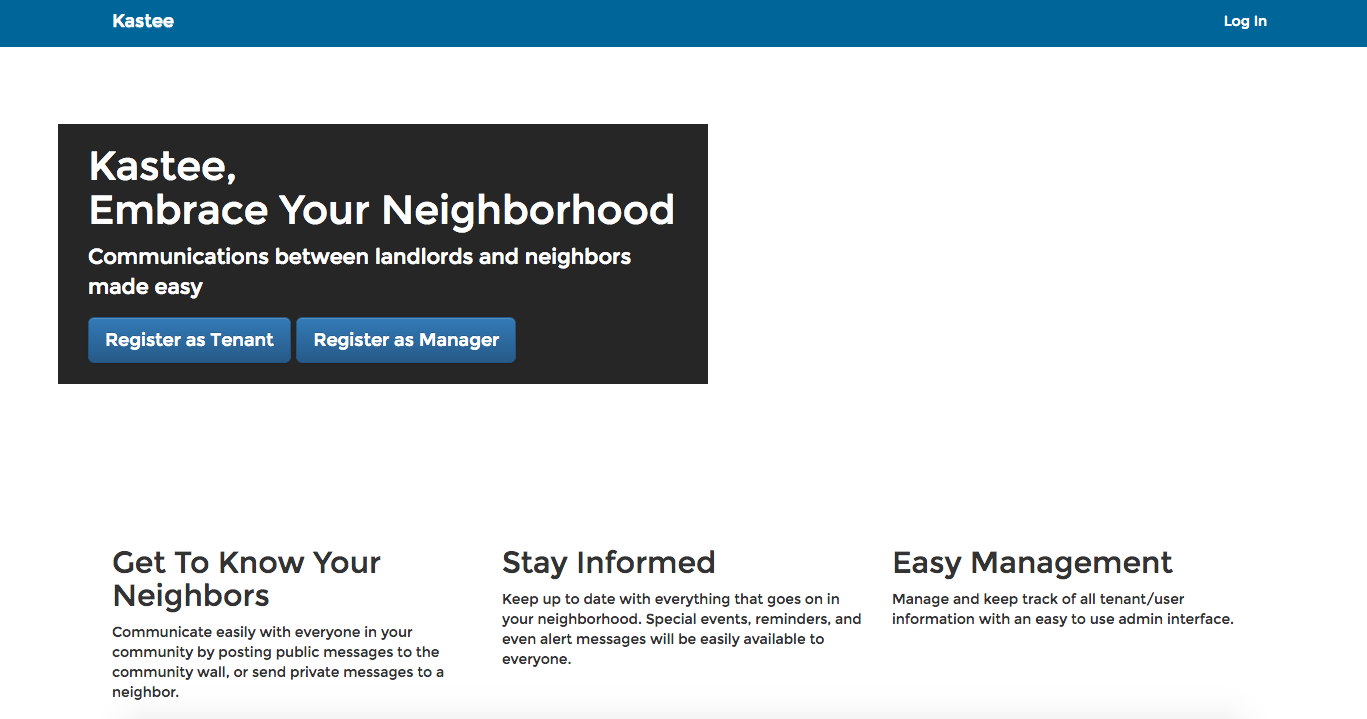 Kastee
Log In
Kastee,
Embrace Your Neighborhood
Communications between landlords and neighbors
made easy
Register as Tenant
Register as Manager
Get To Know Your
Neighbors
Communicate easily with everyone in your
community by posting public messages to the
community wall, or send private messages to a
neighbor.
Stay Informed
Keep up to date with everything that goes on in
your neighborhood. Special events, reminders, and
even alert messages will be easily available to
everyone.
Easy Management
Manage and keep track of all tenant/user
information with an easy to use admin interface.